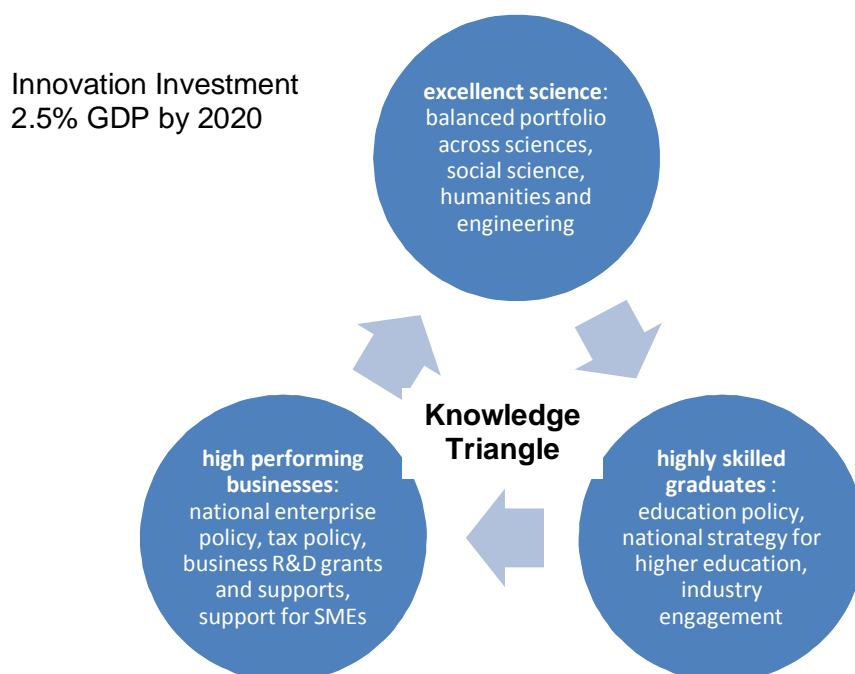 Innovation Investment
2.5% GDP by 2020
excellenct science:
balanced portfolio
across sciences,
social science,
humanities and
engineering
Knowledge
Triangle
high performing
businesses:
national enterprise
policy, tax policy,
business R&D grants
and supports,
support for SMEs
highly skilled
graduates :
education policy,
national strategy for
higher education,
industry
engagement